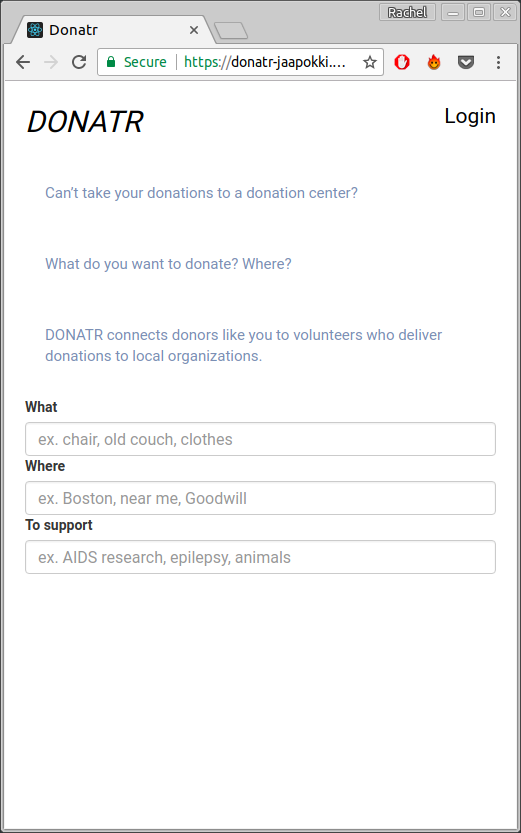 Rachel
Donatr
Secure
https://donatr-jaapokki....
DONATR
Login
Can't take your donations to a donation center?
What do you want to donate? Where?
DONATR connects donors like you to volunteers who deliver
donations to local organizations.
What
ex. chair, old couch, clothes
Where
ex. Boston, near me, Goodwill
To support
ex. AIDS research, epilepsy, animals